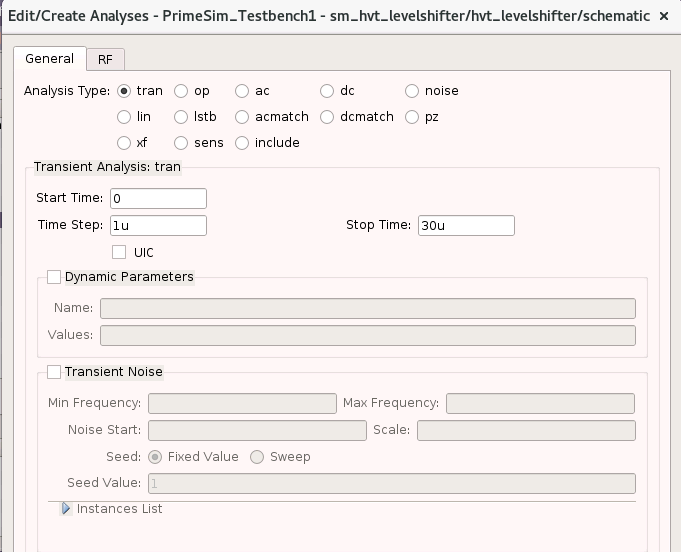 Edit/Create Analyses - PrimeSim_Testbench1 - sm_hvt_levelshifter/hvt_levelshifter/schematic ×
General RF
Analysis Type: tran op ac dc noise
lin lstb acmatch dcmatch pz
xf sens include
Transient Analysis: tran
Start Time: 0
Time Step: 1u Stop Time: 30u
UIC
Dynamic Parameters
Name:
Values:
Transient Noise
Min Frequency: Max Frequency:
Noise Start: Scale:
Seed: Fixed Value Sweep
Seed Value: 1
Instances List